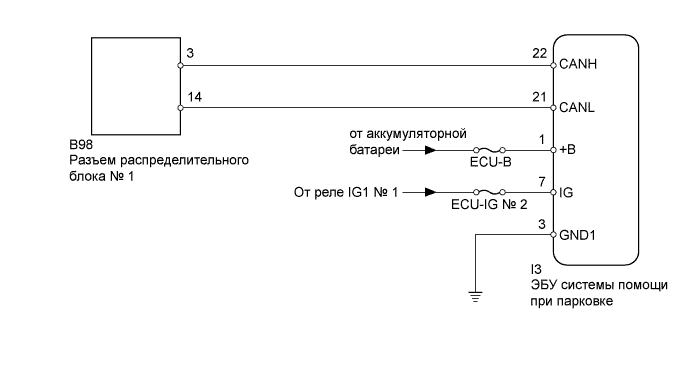 3
22
CANH
14
21
CANL
B98
Разъем распределительного
блока № 1
от аккумуляторной
батареи
ECU-B
1
+B
От реле IG1 № 1
ECU-IG № 2
7
IG
3
GND1
I3
ЭБУ системы помощи
при парковке